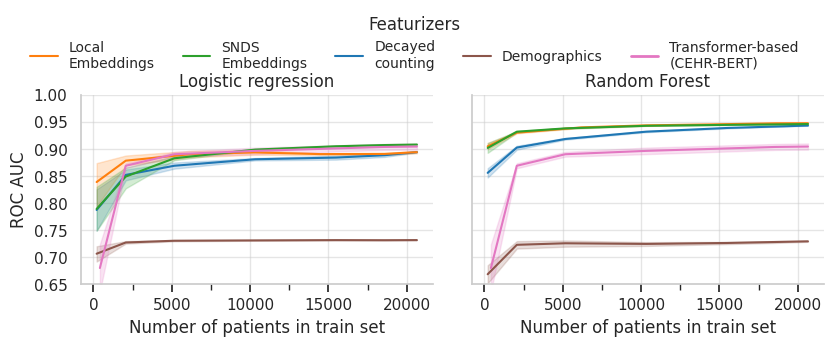 Featurizers
Local
Embeddings
SNDS
Embeddings
Decayed
counting
Demographics
Transformer-based
(CEHR-BERT)
Logistic regression
Random Forest
ROC AUC
1.00
0.95
0.90
0.85
0.80
0.75
0.70
0.65
0 5000 10000 15000 20000
0 5000 10000 15000 20000
Number of patients in train set
Number of patients in train set